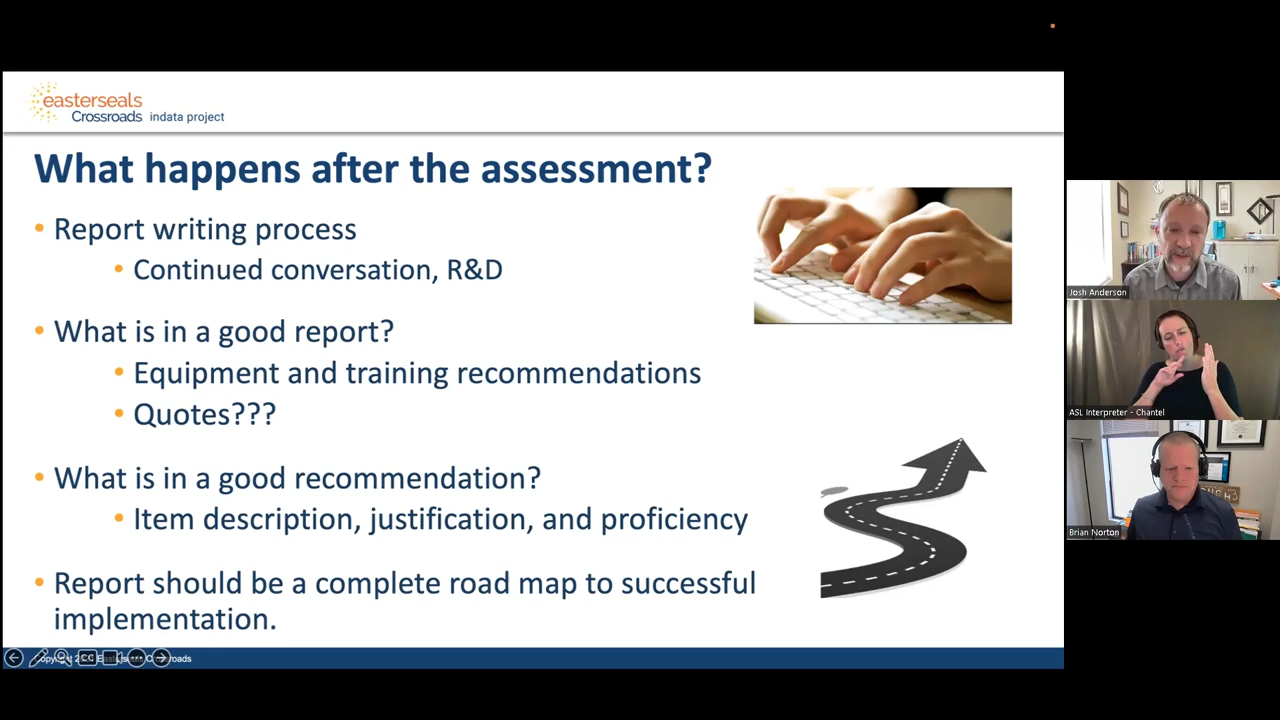 easterseals
Crossroads indata project
What happens after the assessment?
• Report writing process
• Continued conversation, R&D
• What is in a good report?
• Equipment and training recommendations
• Quotes???
• What is in a good recommendation?
• Item description, justification, and proficiency
• Report should be a complete road map to successful
implementation.
Josh Anderson
ASL Interpreter - Chantel
Brian Norton